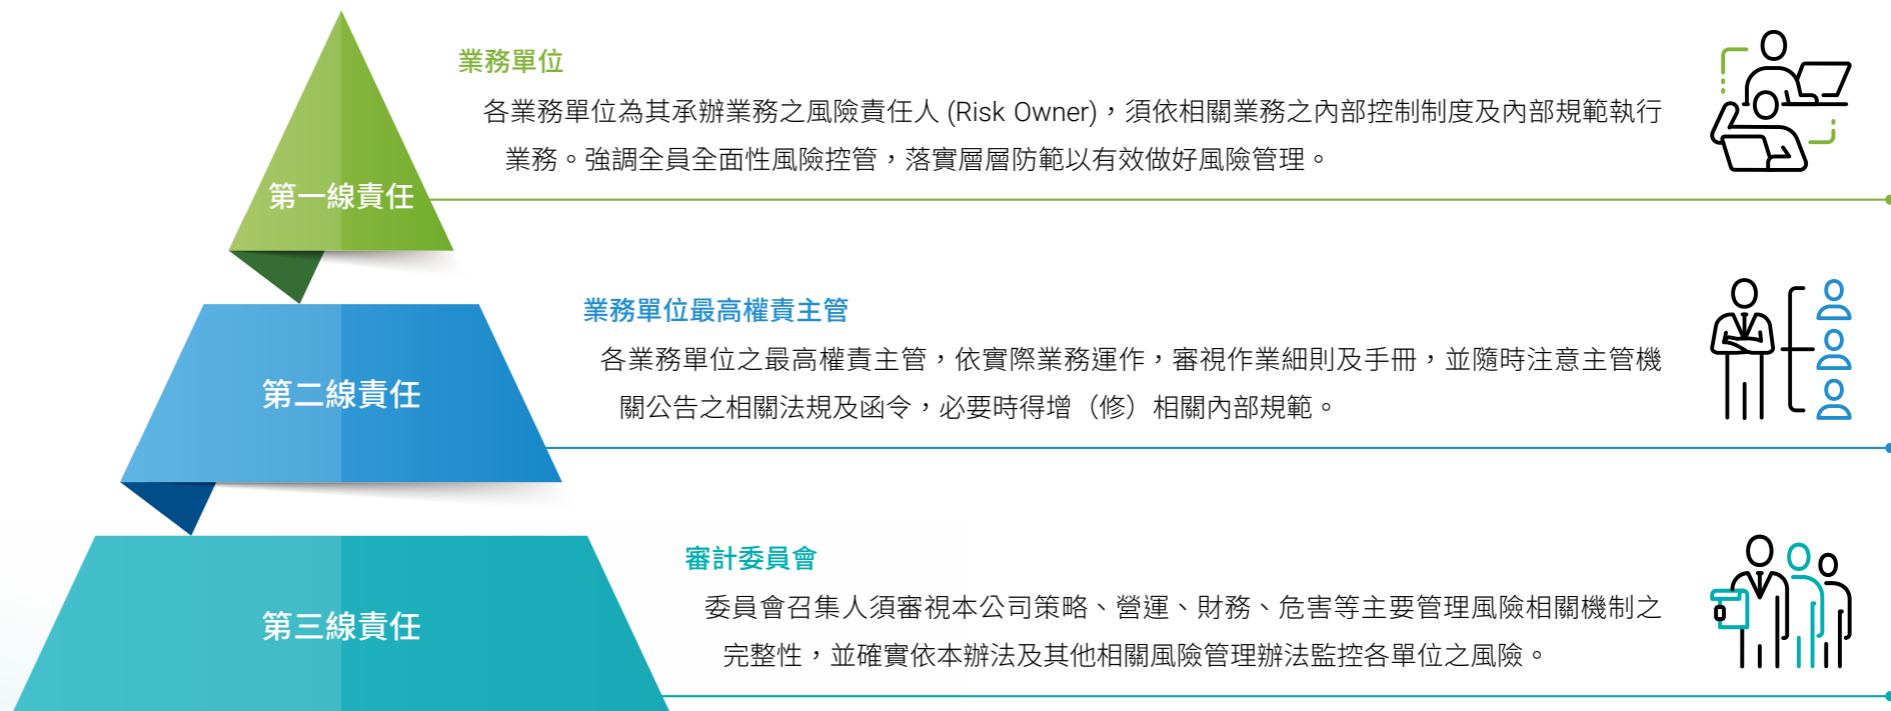 業務單位
各業務單位為其承辦業務之風險責任人 (Risk Owner)，須依相關業務之內部控制制度及內部規範執行
業務。強調全員全面性風險控管，落實層層防範以有效做好風險管理。
第一線責任
業務單位最高權責主管
各業務單位之最高權責主管，依實際業務運作，審視作業細則及手冊，並隨時注意主管機
關公告之相關法規及函令，必要時得增（修）相關內部規範。
第二線責任
審計委員會
委員會召集人須審視本公司策略、營運、財務、危害等主要管理風險相關機制之
完整性，並確實依本辦法及其他相關風險管理辦法監控各單位之風險。
第三線責任